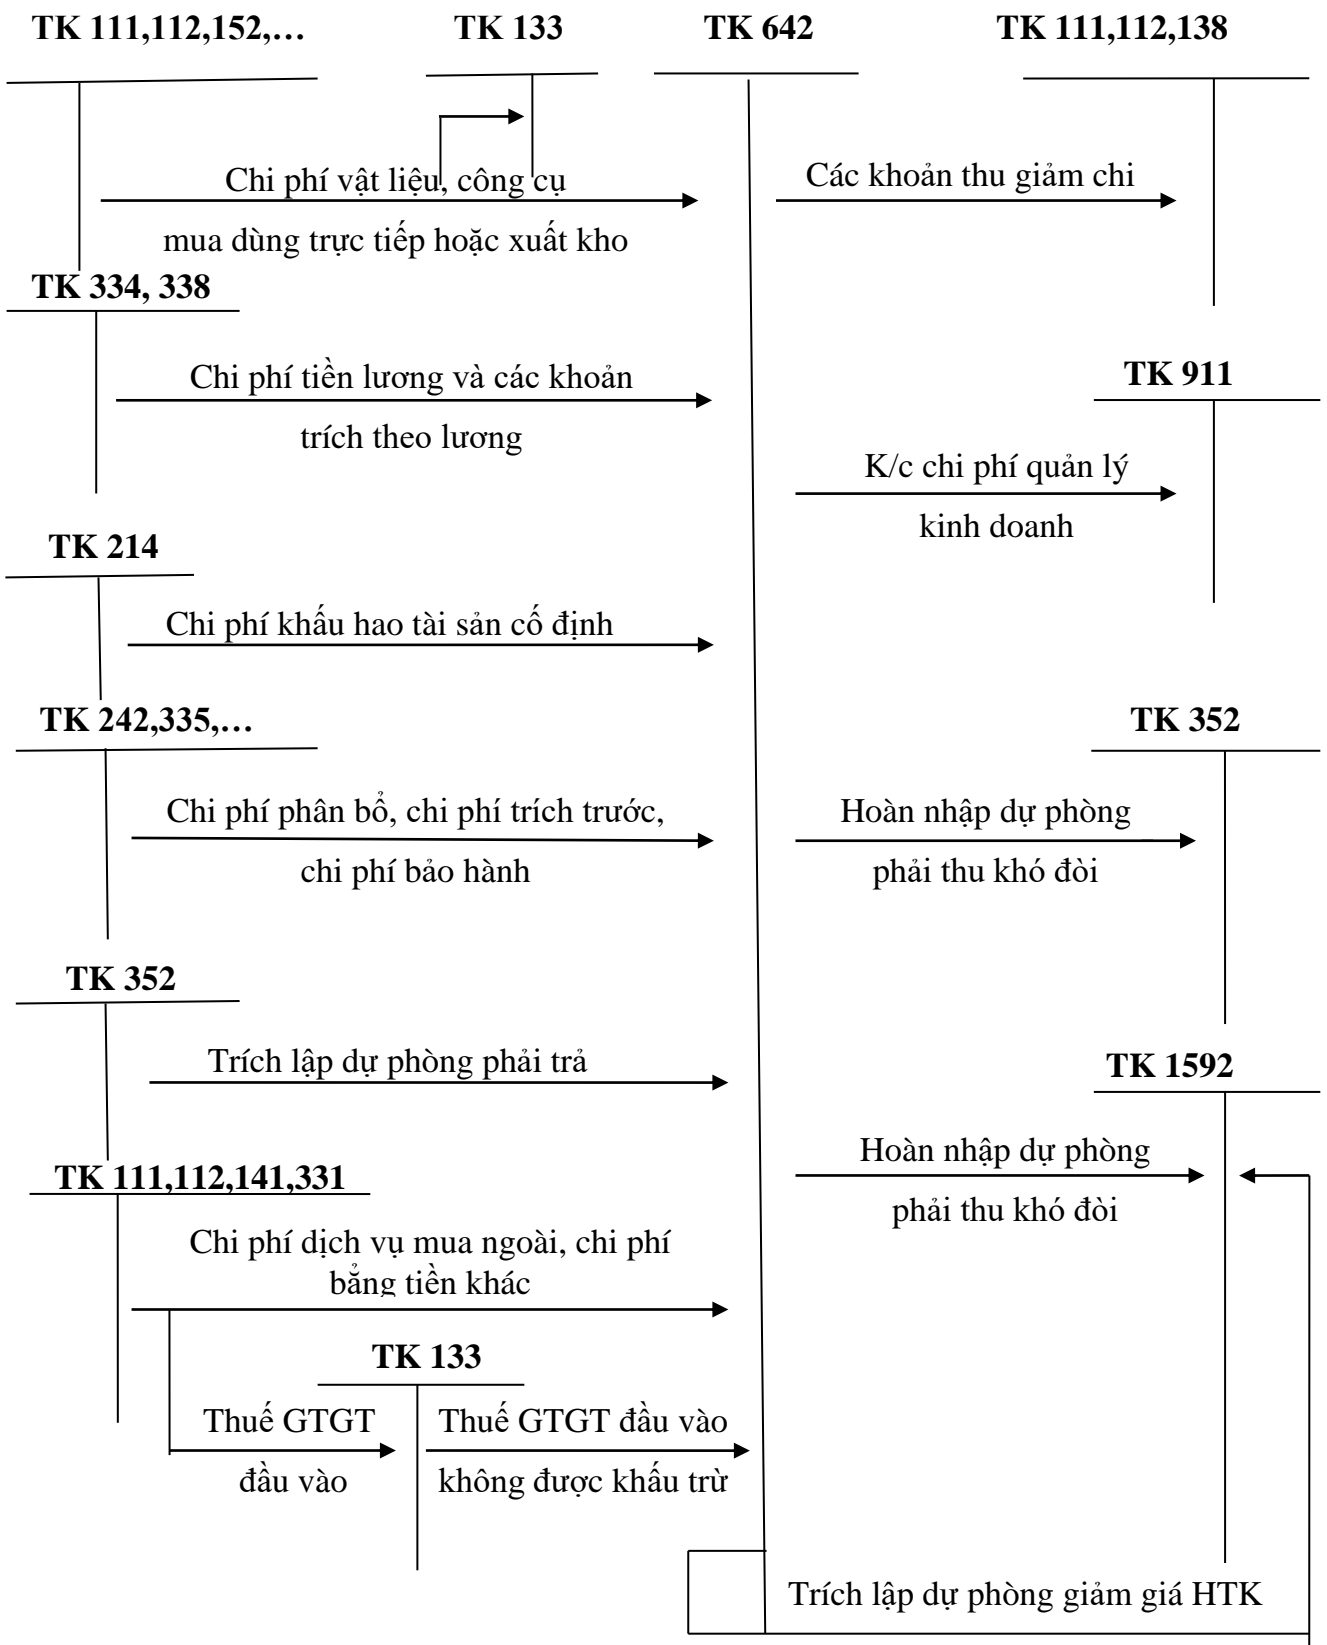 TK 111,112,152,… TK 133 TK 642 TK 111,112,138
Chi phí vật liệu, công cụ
mua dùng trực tiếp hoặc xuất kho
Các khoản thu giảm chi
TK 334, 338
Chi phí tiền lương và các khoản
trích theo lương
TK 911
K/c chi phí quản lý
kinh doanh
TK 214
Chi phí khấu hao tài sản cố định
TK 242,335,…
TK 352
Chi phí phân bổ, chi phí trích trước,
chi phí bảo hành
Hoàn nhập dự phòng
phải thu khó đòi
TK 352
Trích lập dự phòng phải trả
TK 1592
Hoàn nhập dự phòng
phải thu khó đòi
TK 111,112,141,331
Chi phí dịch vụ mua ngoài, chi phí
bẳng tiền khác
TK 133
Thuế GTGT
đầu vào
Thuế GTGT đầu vào
không được khấu trừ
Trích lập dự phòng giảm giá HTK